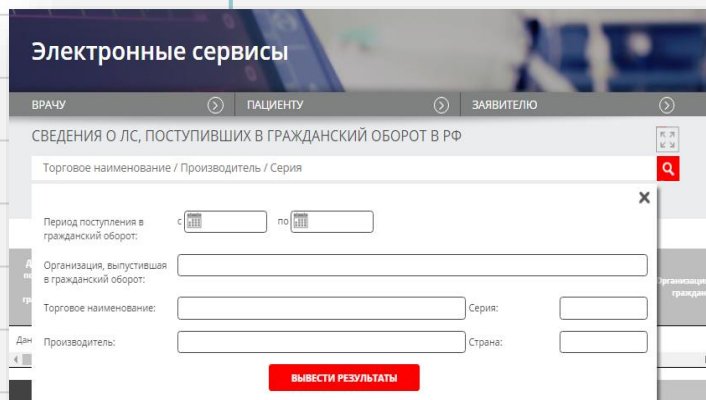 Электронные сервисы
ВРАЧУ ПАЦИЕНТУ ЗАЯВИТЕЛЮ
СВЕДЕНИЯ О ЛС, ПОСТУПИВШИХ В ГРАЖДАНСКИЙ ОБОРОТ В РФ
Торговое наименование / Производитель / Серия
Период поступления в
гражданский оборот:
с по
Организация, выпустившая
в гражданский оборот:
Торговое наименование: Серия:
Производитель: Страна:
ВЫВЕСТИ РЕЗУЛЬТАТЫ